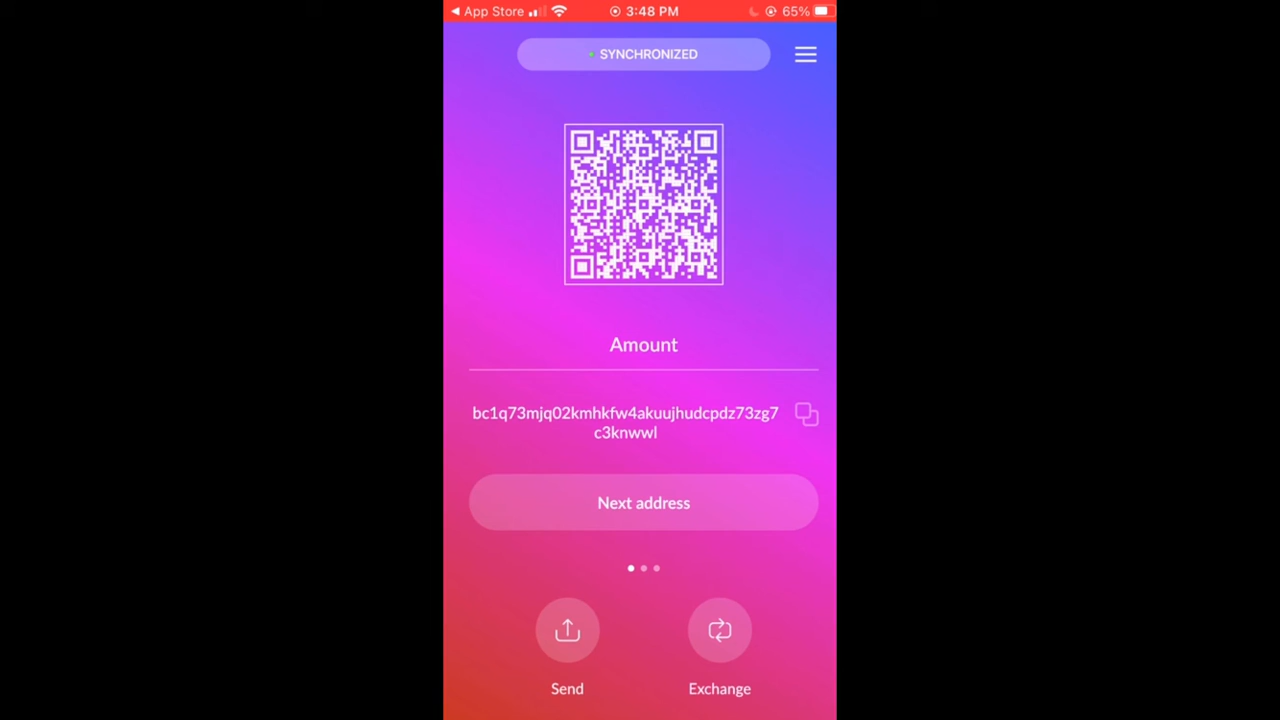 ◀ App Store 3:48 PM 65%
SYNCHRONIZED
Amount
bc1q73mjq02kmhkfw4akuujhudcpdz73zg7
c3knwwl
Next address
Send Exchange